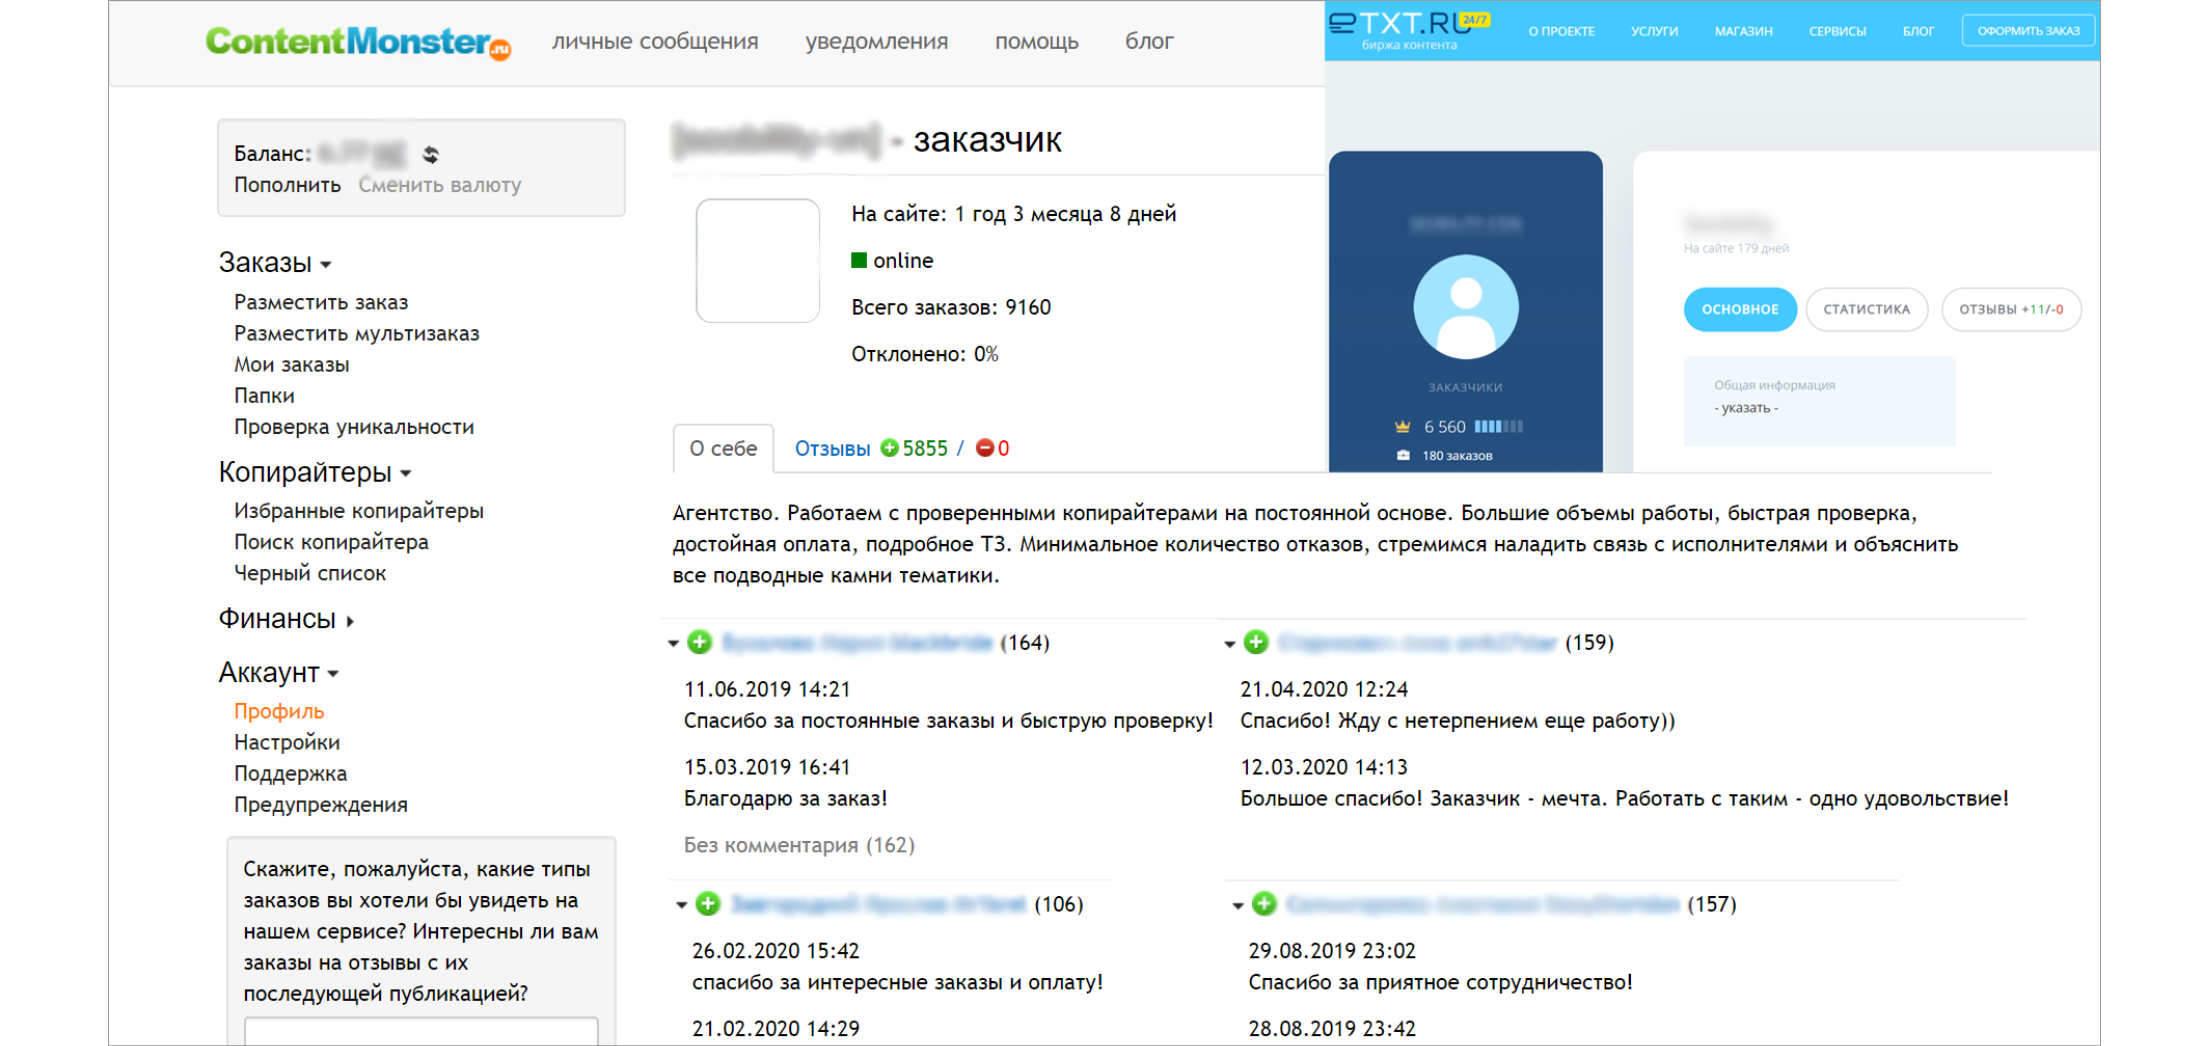 ContentMonster.ru
личные сообщения
уведомления
помощь
блог
eTXT.RU 24/7
биржа контента
О ПРОЕКТЕ
УСЛУГИ
МАГАЗИН
СЕРВИСЫ
БЛОГ
ОФОРМИТЬ ЗАКАЗ
Баланс:
Пополнить Сменить валюту
Заказы
Разместить заказ
Разместить мультизаказ
Мои заказы
Папки
Проверка уникальности
Копирайтеры
Избранные копирайтеры
Поиск копирайтера
Черный список
Финансы
Аккаунт
Профиль
Настройки
Поддержка
Предупреждения
Скажите, пожалуйста, какие типы
заказов вы хотели бы увидеть на
нашем сервисе? Интересны ли вам
заказы на отзывы с их
последующей публикацией?
- заказчик
На сайте: 1 год 3 месяца 8 дней
online
Всего заказов: 9160
Отклонено: 0%
О себе
Отзывы 5855 / 0
ЗАКАЗЧИКИ
6 560
180 заказов
На сайте 179 дней
ОСНОВНОЕ
СТАТИСТИКА
ОТЗЫВЫ +11/-0
Общая информация
- указать -
Агентство. Работаем с проверенными копирайтерами на постоянной основе. Большие объемы работы, быстрая проверка,
достойная оплата, подробное ТЗ. Минимальное количество отказов, стремимся наладить связь с исполнителями и объяснить
все подводные камни тематики.
(164)
11.06.2019 14:21
Спасибо за постоянные заказы и быструю проверку!
15.03.2019 16:41
Благодарю за заказ!
Без комментария (162)
(159)
21.04.2020 12:24
Спасибо! Жду с нетерпением еще работу))
12.03.2020 14:13
Большое спасибо! Заказчик - мечта. Работать с таким - одно удовольствие!
(106)
26.02.2020 15:42
спасибо за интересные заказы и оплату!
21.02.2020 14:29
(157)
29.08.2019 23:02
Спасибо за приятное сотрудничество!
28.08.2019 23:42